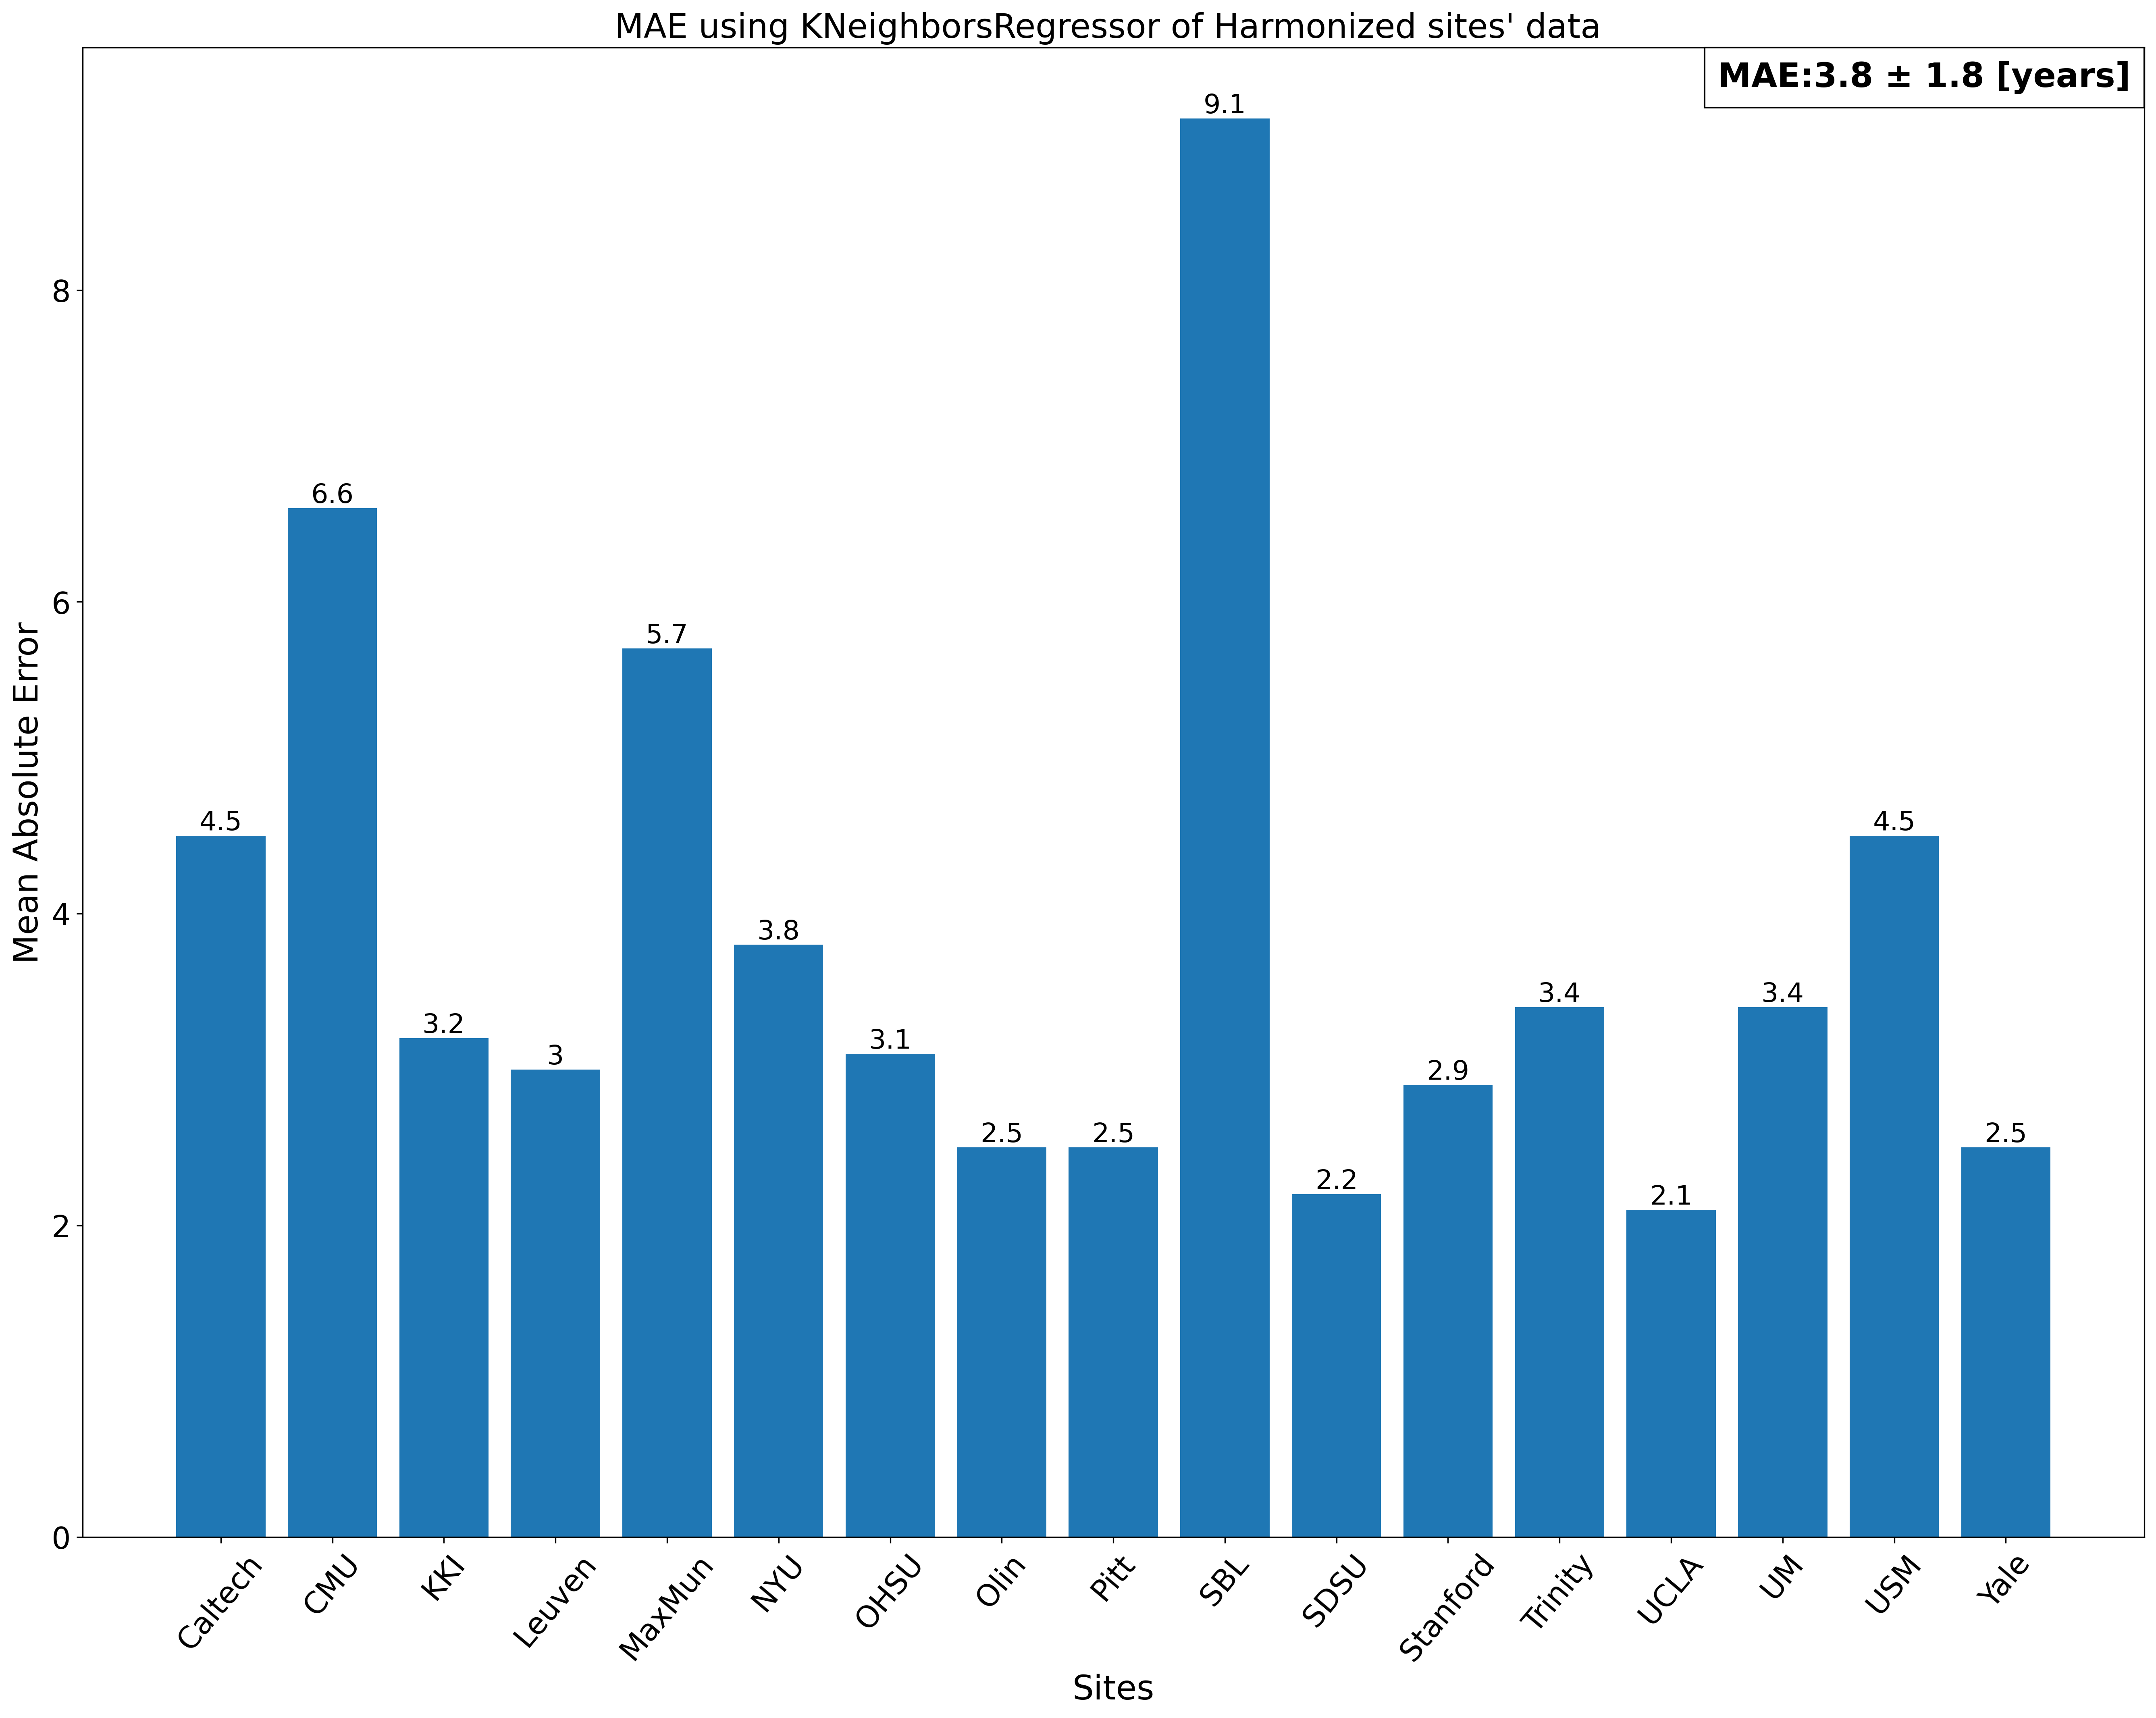 MAE using KNeighborsRegressor of Harmonized sites' data
MAE:3.8 ± 1.8 [years]
Mean Absolute Error
8
6
4
2
0
4.5
6.6
3.2
3
5.7
3.8
3.1
2.5
2.5
9.1
2.2
2.9
3.4
2.1
3.4
4.5
2.5
Caltech
CMU
KKI
Leuven
MaxMun
NYU
OHSU
Olin
Pitt
SBL
SDSU
Stanford
Trinity
UCLA
UM
USM
Yale
Sites